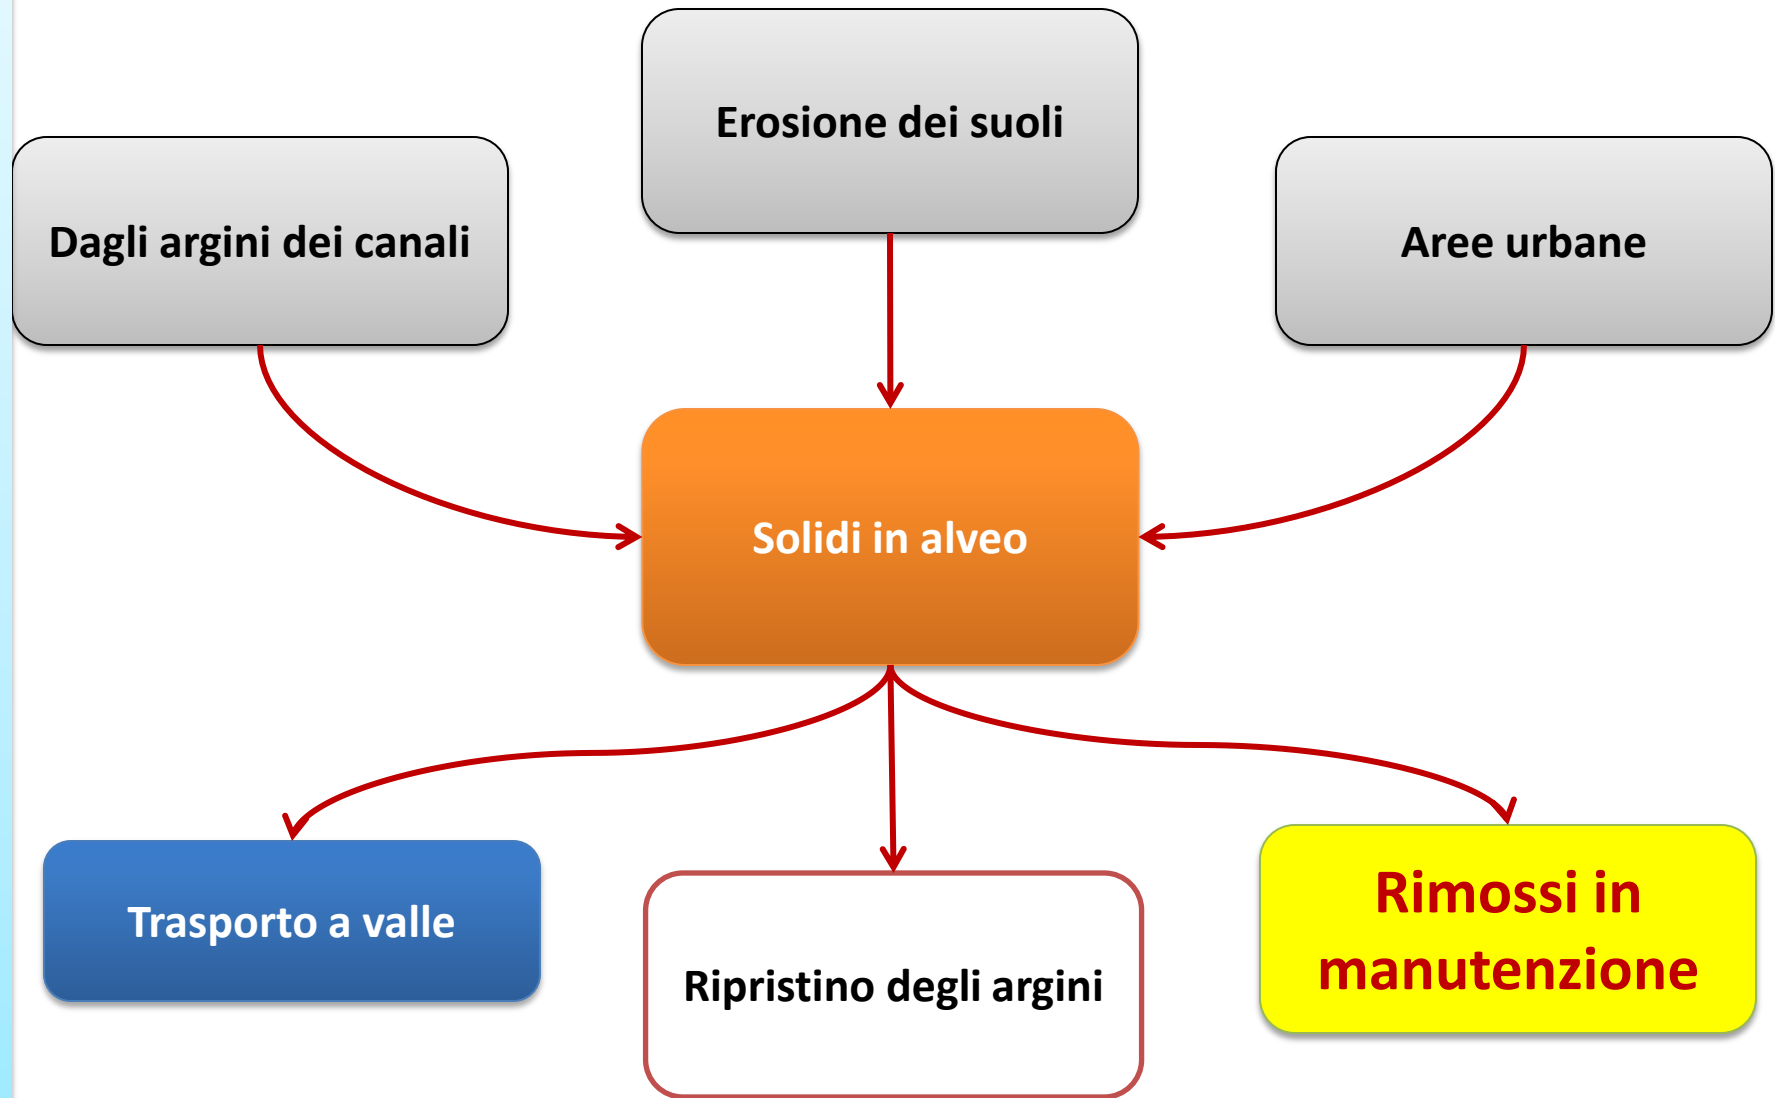 Erosione dei suoli
Dagli argini dei canali
Aree urbane
Solidi in alveo
Trasporto a valle
Ripristino degli argini
Rimossi in
manutenzione